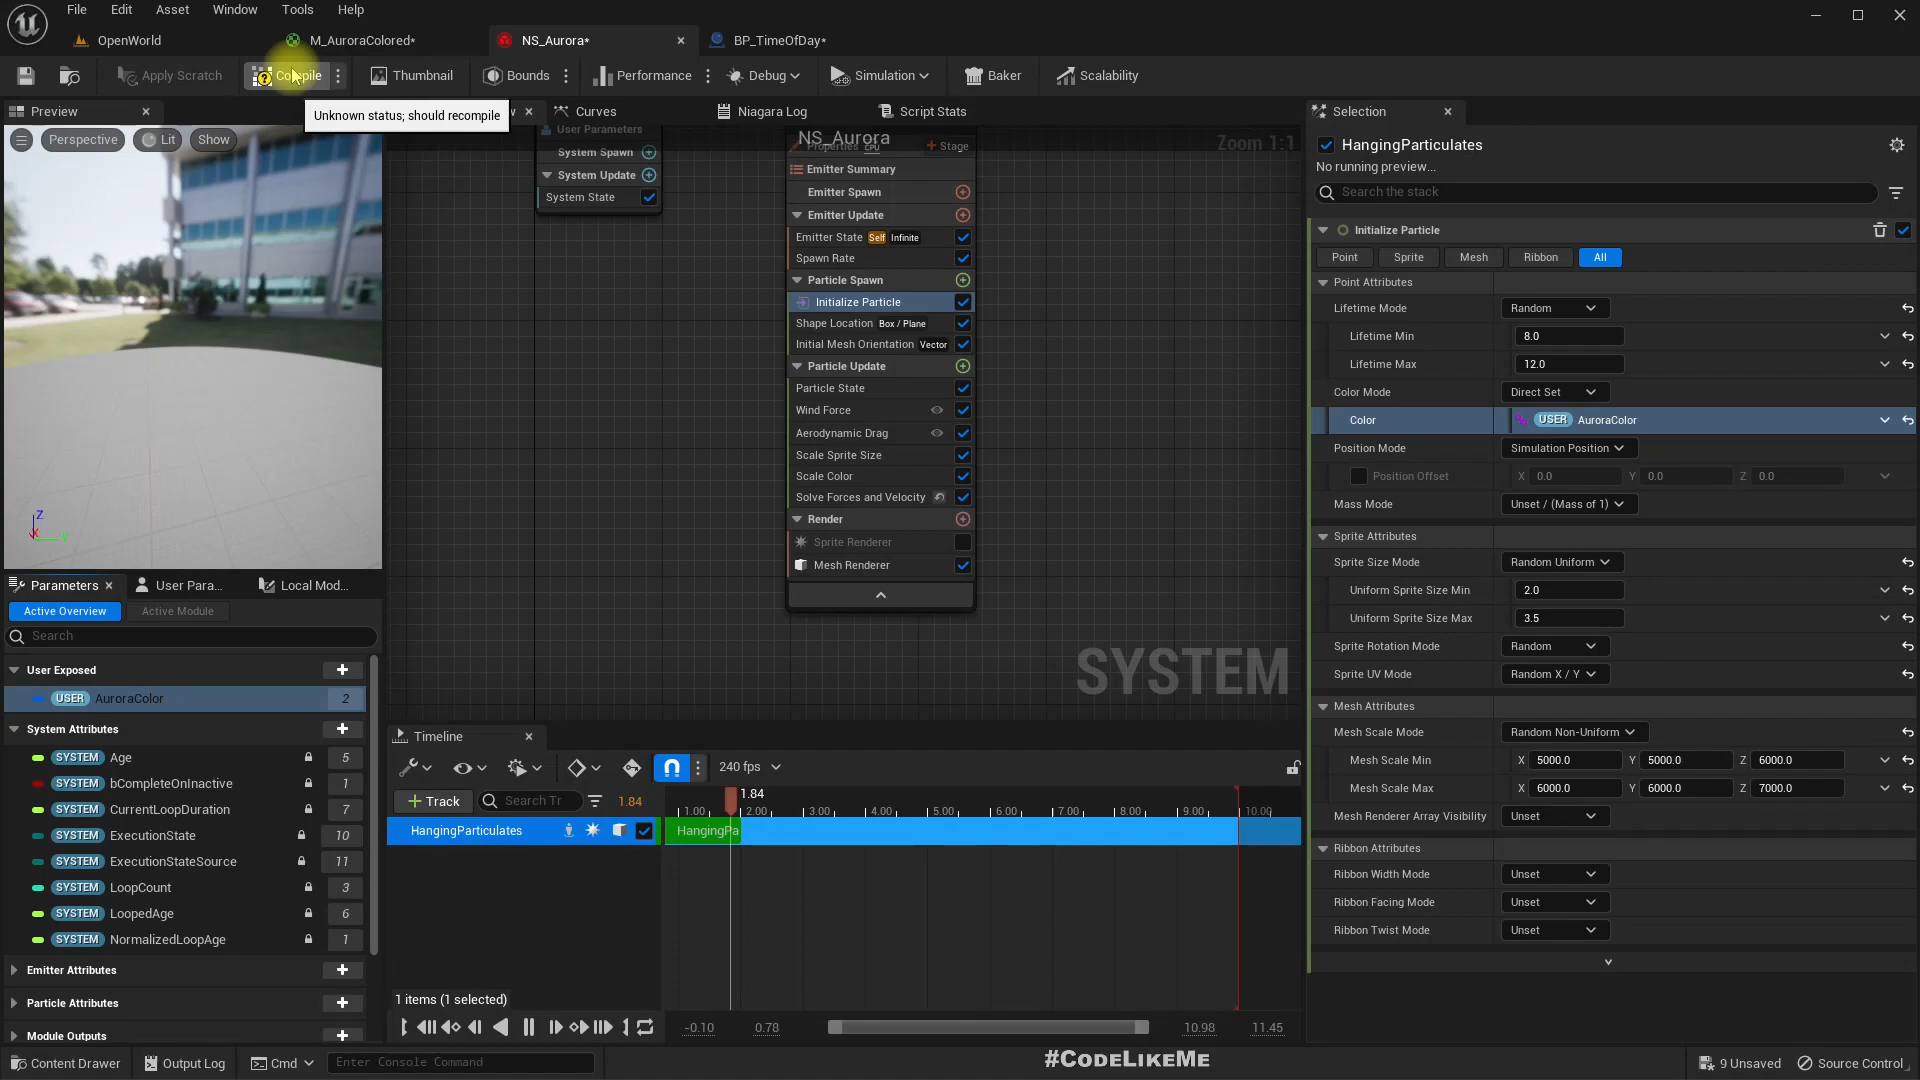 File Edit Asset Window Tools Help
OpenWorld M_AuroraColored* NS_Aurora* BP_TimeOfDay*
Apply Scratch Compile Thumbnail Bounds Performance Debug Simulation Baker Scalability
Unknown status; should recompile
Preview Curves Niagara Log Script Stats Selection
Perspective Lit Show
User Parameters
System Spawn
System Update
System State
NS_Aurora
Properties CPU Stage
Zoom 1:1
Emitter Summary
Emitter Spawn
Emitter Update
Emitter State Self Infinite
Spawn Rate
Particle Spawn
Initialize Particle
Shape Location Box / Plane
Initial Mesh Orientation Vector
Particle Update
Particle State
Wind Force
Aerodynamic Drag
Scale Sprite Size
Scale Color
Solve Forces and Velocity
Render
Sprite Renderer
Mesh Renderer
SYSTEM
HangingParticulates
No running preview...
Search the stack
Initialize Particle
Point Sprite Mesh Ribbon All
Point Attributes
Lifetime Mode Random
Lifetime Min 8.0
Lifetime Max 12.0
Color Mode Direct Set
Color USER AuroraColor
Position Mode Simulation Position
Position Offset X 0.0 Y 0.0 Z 0.0
Mass Mode Unset / (Mass of 1)
Sprite Attributes
Sprite Size Mode Random Uniform
Uniform Sprite Size Min 2.0
Uniform Sprite Size Max 3.5
Sprite Rotation Mode Random
Sprite UV Mode Random X / Y
Mesh Attributes
Mesh Scale Mode Random Non-Uniform
Mesh Scale Min X 5000.0 Y 5000.0 Z 6000.0
Mesh Scale Max X 6000.0 Y 6000.0 Z 7000.0
Mesh Renderer Array Visibility Unset
Ribbon Attributes
Ribbon Width Mode Unset
Ribbon Facing Mode Unset
Ribbon Twist Mode Unset
Z
X
Parameters User Para... Local Mod...
Active Overview Active Module
Search
User Exposed
USER AuroraColor 2
System Attributes
SYSTEM Age 5
SYSTEM bCompleteOnInactive 1
SYSTEM CurrentLoopDuration 7
SYSTEM ExecutionState 10
SYSTEM ExecutionStateSource 11
SYSTEM LoopCount 3
SYSTEM LoopedAge 6
SYSTEM NormalizedLoopAge 1
Emitter Attributes
Particle Attributes
Module Outputs
Timeline
240 fps
Track Search Tr 1.84 1.84
1.00 2.00 3.00 4.00 5.00 6.00 7.00 8.00 9.00 10.00
HangingParticulates HangingPa
1 items (1 selected)
-0.10 0.78 10.98 11.45
Content Drawer Output Log Cmd Enter Console Command #CODELIKEME 9 Unsaved Source Control